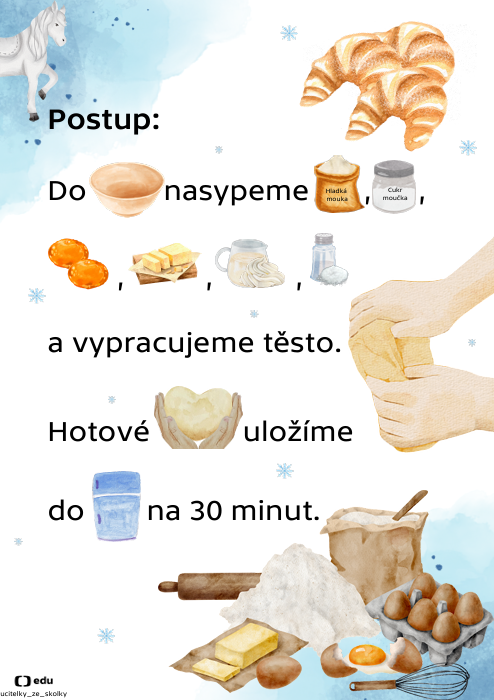 Postup:
Do nasypeme Hladká mouka , Cukr moučka ,
, , ,
a vypracujeme těsto.
Hotové uložíme
do na 30 minut.
edu
ucitelky_ze_skolky